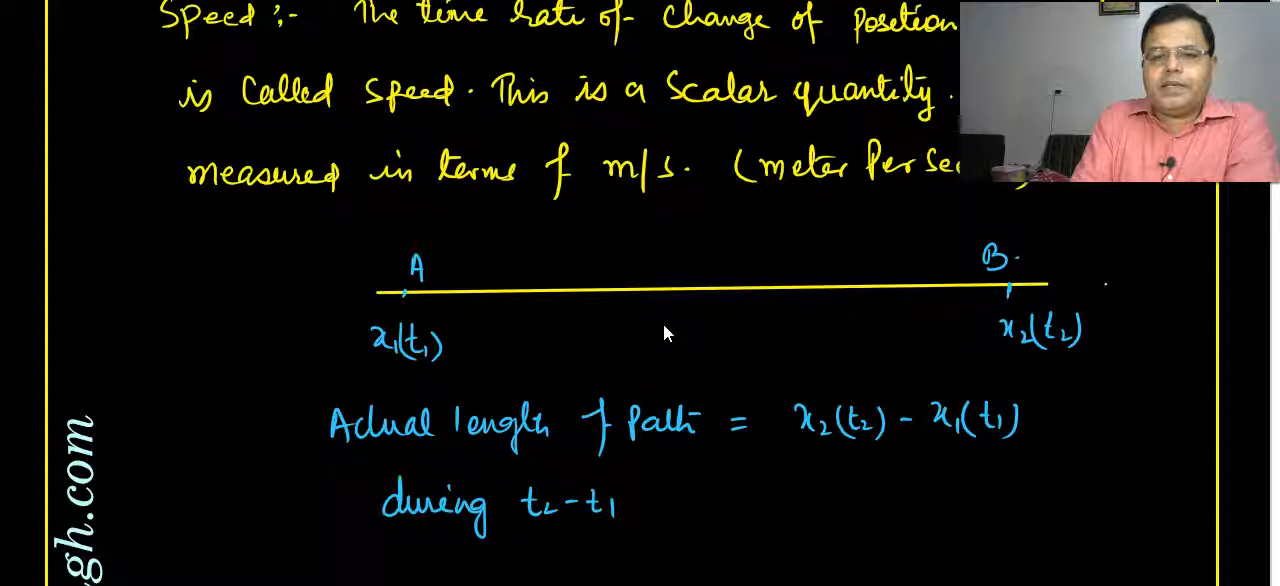 Speed :- The time rate of change of position
is called speed. This is a scalar quantity.
measured in terms of m/s. (meter per sec
A
B.
x₁(t₁)
x₂(t₂)
Actual length of path = x₂(t₂) - x₁(t₁)
during t₂ - t₁
gh.com